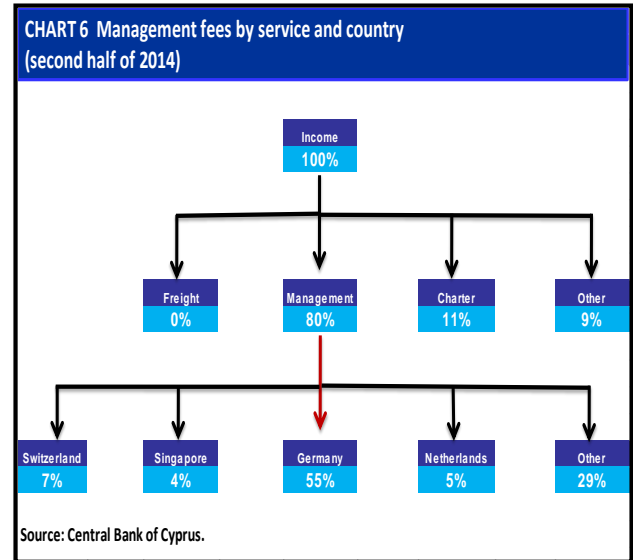 CHART 6 Management fees by service and country
(second half of 2014)
Income
100%
Freight
0%
Management
80%
Charter
11%
Other
9%
Switzerland
7%
Singapore
4%
Germany
55%
Netherlands
5%
Other
29%
Source: Central Bank of Cyprus.